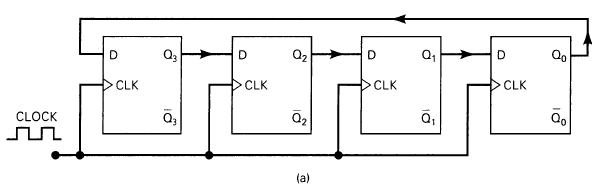 D Q3 D Q2 D Q1 D Q0
CLK CLK CLK CLK
Q̄3 Q̄2 Q̄1 Q̄0
CLOCK
(a)